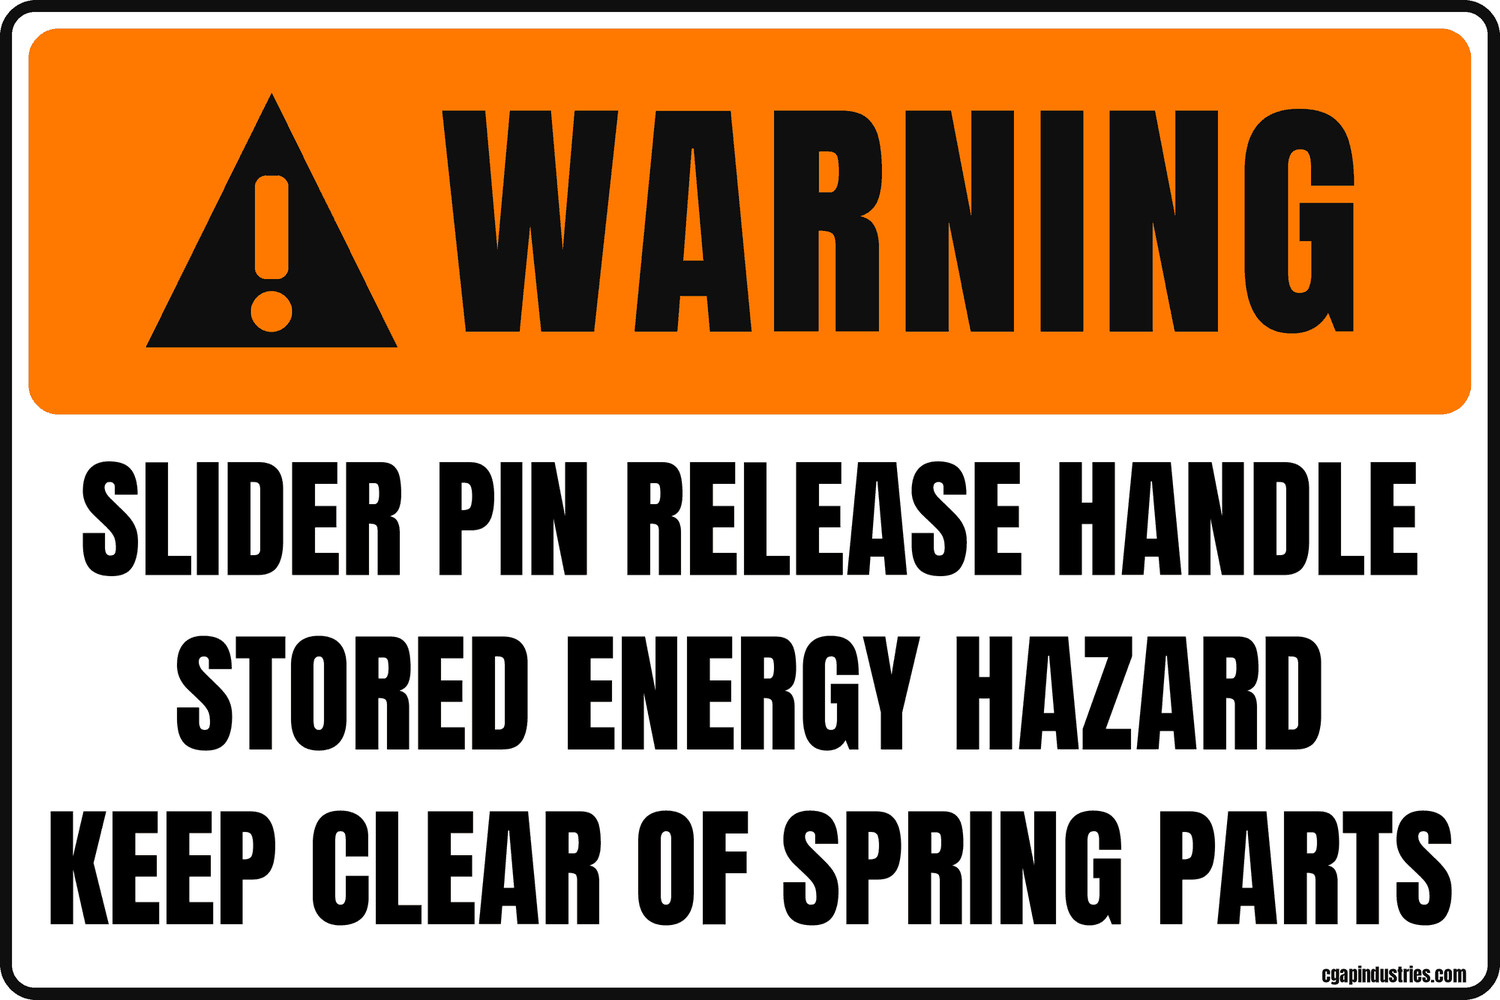 WARNING
SLIDER PIN RELEASE HANDLE
STORED ENERGY HAZARD
KEEP CLEAR OF SPRING PARTS
cgapindustries.com